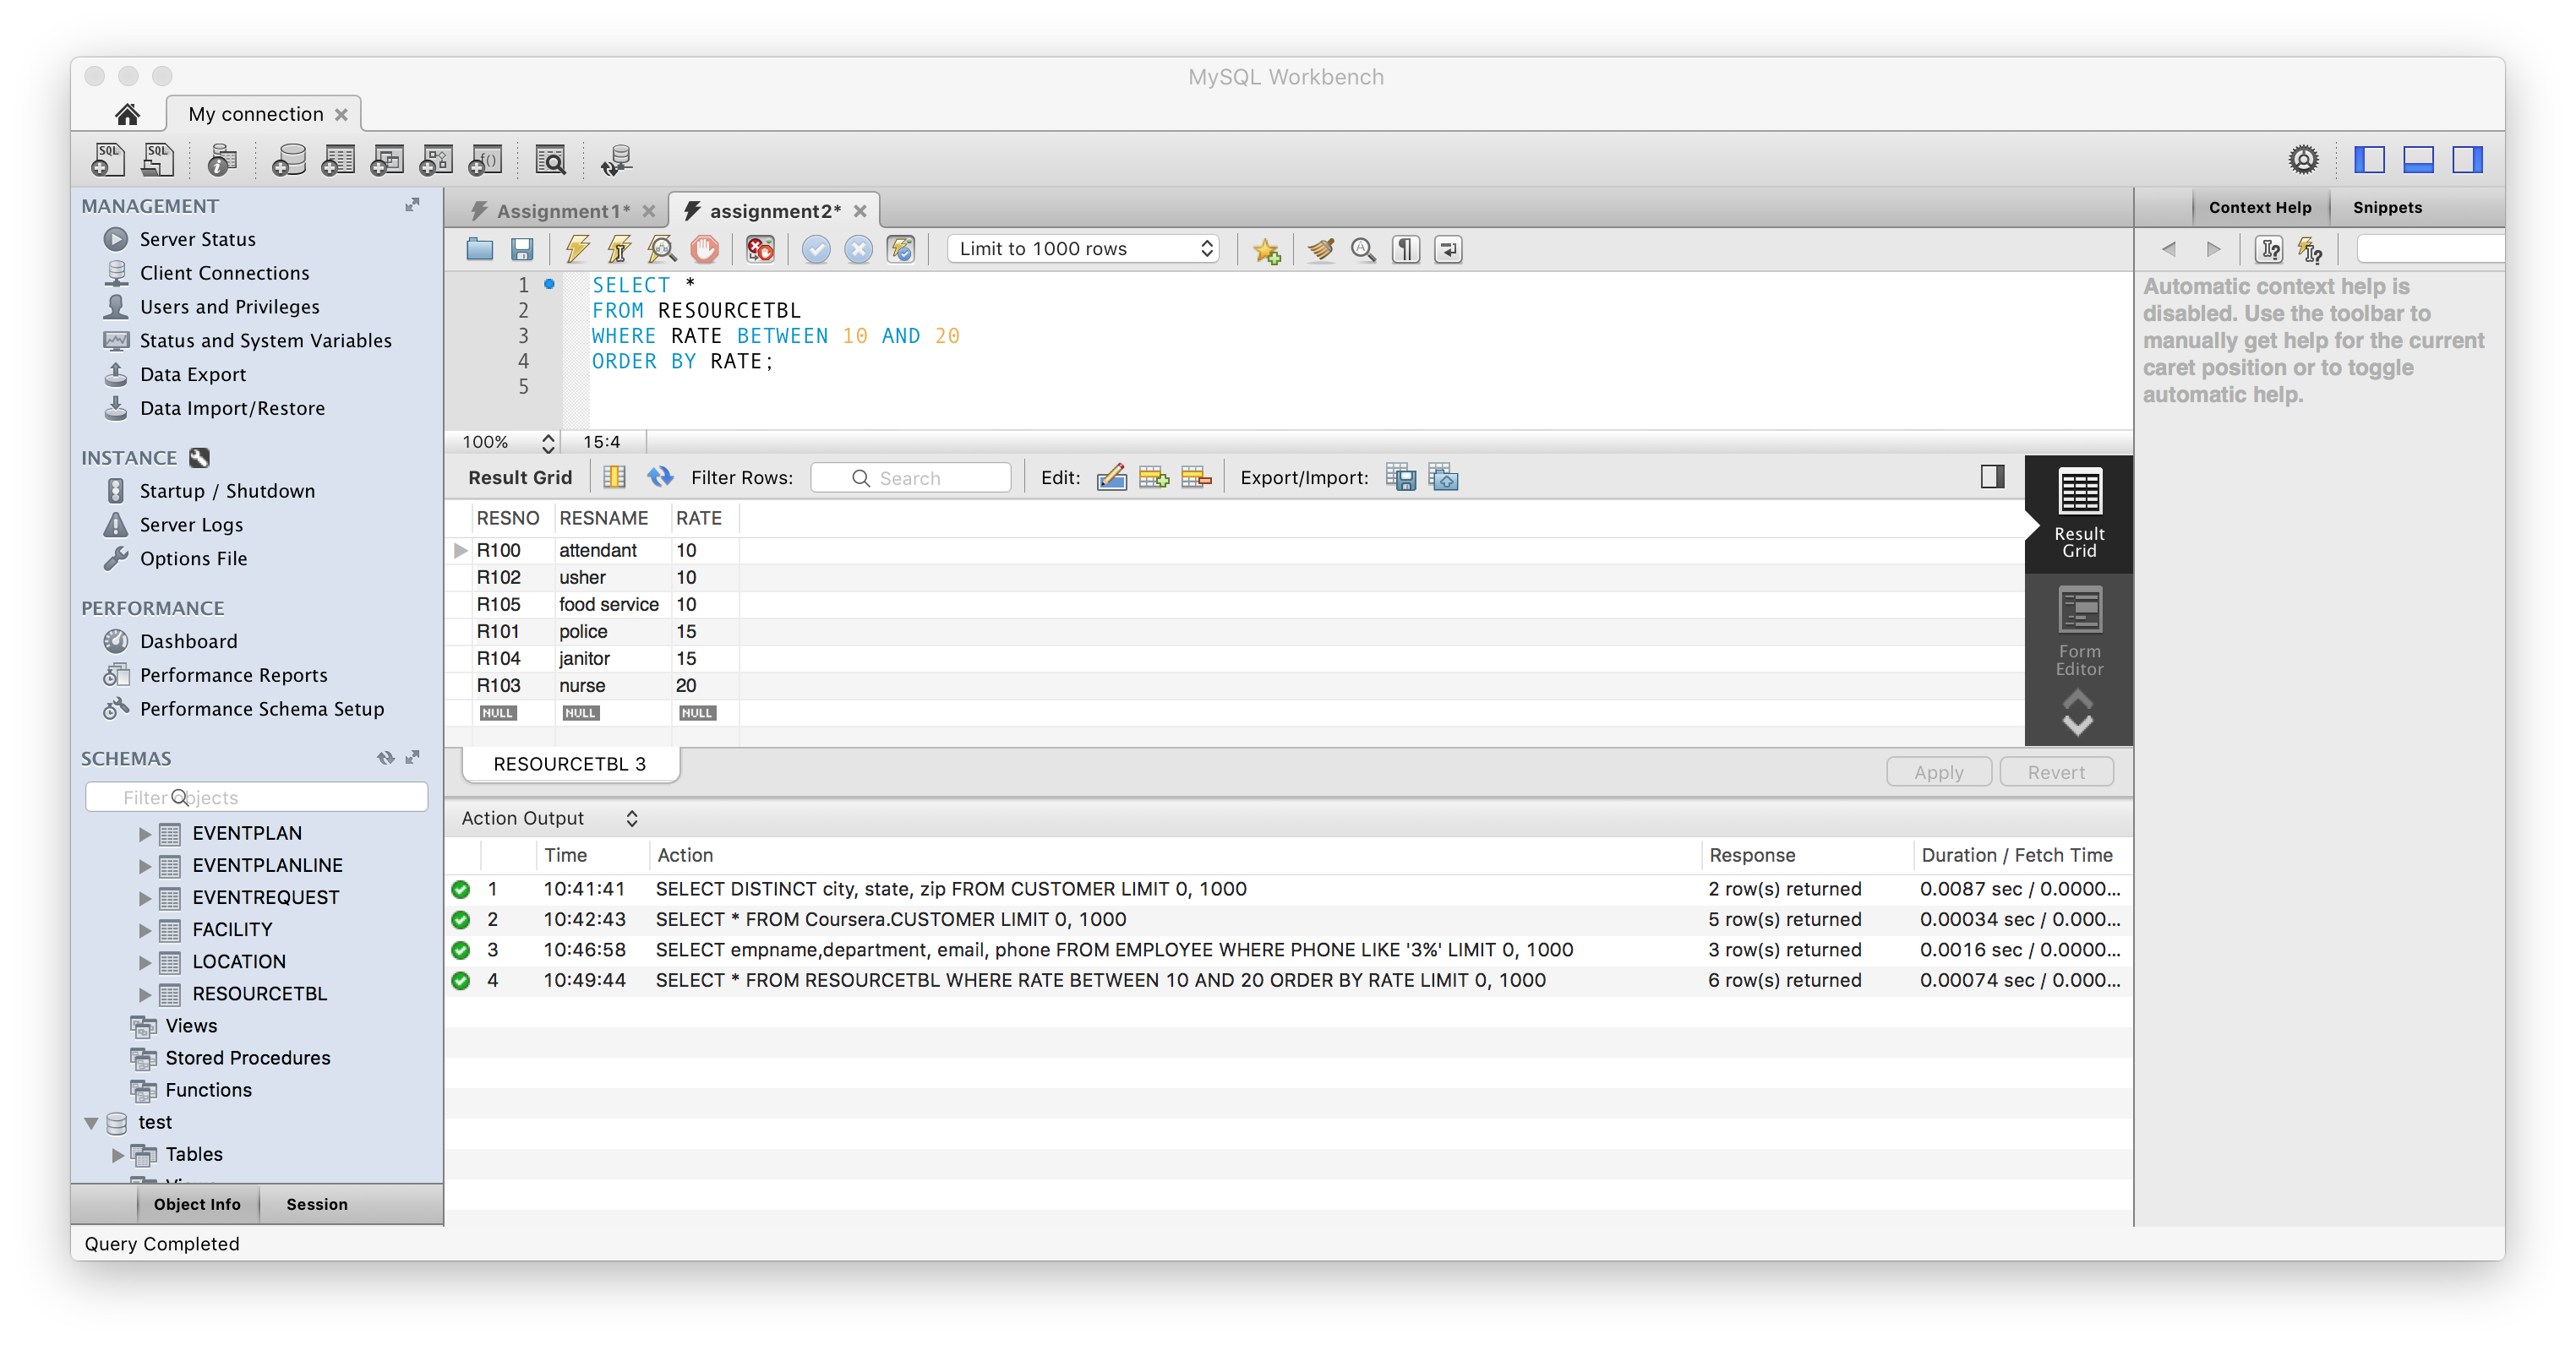 MySQL Workbench
My connection
MANAGEMENT
Server Status
Client Connections
Users and Privileges
Status and System Variables
Data Export
Data Import/Restore
INSTANCE
Startup / Shutdown
Server Logs
Options File
PERFORMANCE
Dashboard
Performance Reports
Performance Schema Setup
SCHEMAS
Filter objects
EVENTPLAN
EVENTPLANLINE
EVENTREQUEST
FACILITY
LOCATION
RESOURCETBL
Views
Stored Procedures
Functions
test
Tables
Object Info Session
Query Completed
Assignment1* assignment2*
Limit to 1000 rows
1 SELECT *
2 FROM RESOURCETBL
3 WHERE RATE BETWEEN 10 AND 20
4 ORDER BY RATE;
5
100% 15:4
Result Grid Filter Rows: Search Edit: Export/Import:
RESNO RESNAME RATE
R100 attendant 10
R102 usher 10
R105 food service 10
R101 police 15
R104 janitor 15
R103 nurse 20
NULL NULL NULL
Result
Grid
Form
Editor
RESOURCETBL 3
Apply Revert
Action Output
Time Action Response Duration / Fetch Time
1 10:41:41 SELECT DISTINCT city, state, zip FROM CUSTOMER LIMIT 0, 1000 2 row(s) returned 0.0087 sec / 0.0000...
2 10:42:43 SELECT * FROM Coursera.CUSTOMER LIMIT 0, 1000 5 row(s) returned 0.00034 sec / 0.000...
3 10:46:58 SELECT empname,department, email, phone FROM EMPLOYEE WHERE PHONE LIKE '3%' LIMIT 0, 1000 3 row(s) returned 0.0016 sec / 0.0000...
4 10:49:44 SELECT * FROM RESOURCETBL WHERE RATE BETWEEN 10 AND 20 ORDER BY RATE LIMIT 0, 1000 6 row(s) returned 0.00074 sec / 0.000...
Context Help Snippets
Automatic context help is
disabled. Use the toolbar to
manually get help for the current
caret position or to toggle
automatic help.